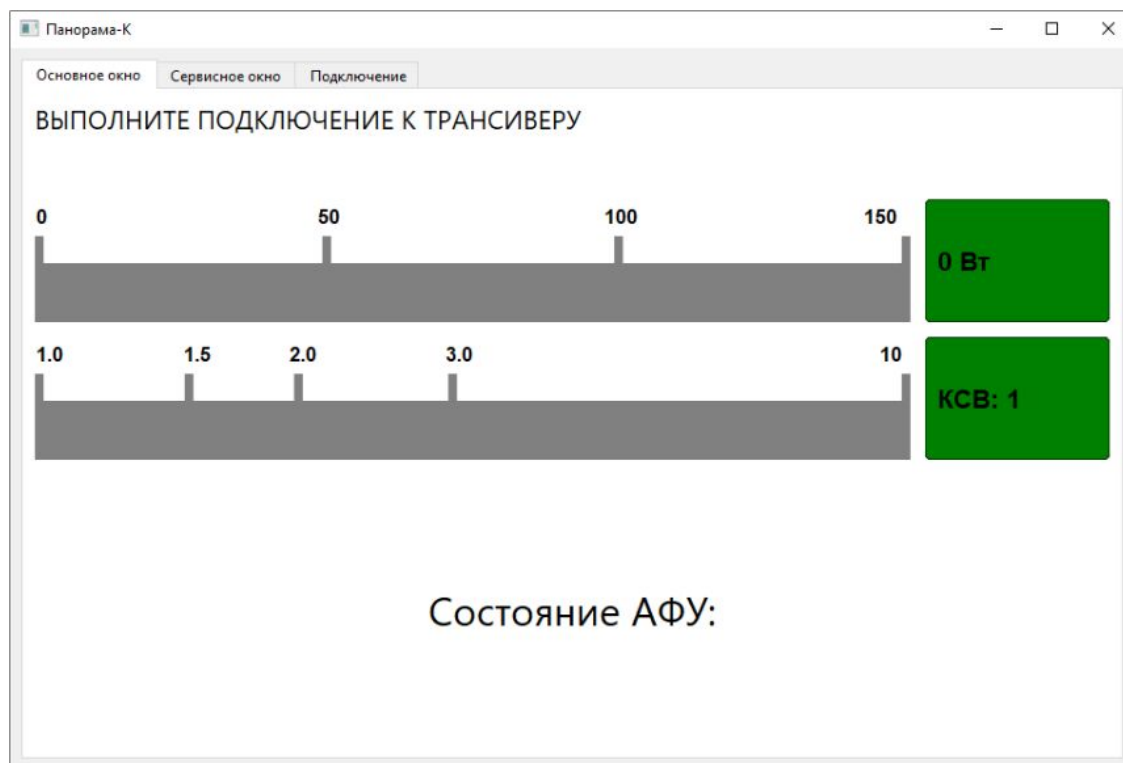 Панорама-К
Основное окно Сервисное окно Подключение
ВЫПОЛНИТЕ ПОДКЛЮЧЕНИЕ К ТРАНСИВЕРУ
0 50 100 150
0 Вт
1.0 1.5 2.0 3.0 10
КСВ: 1
Состояние АФУ: